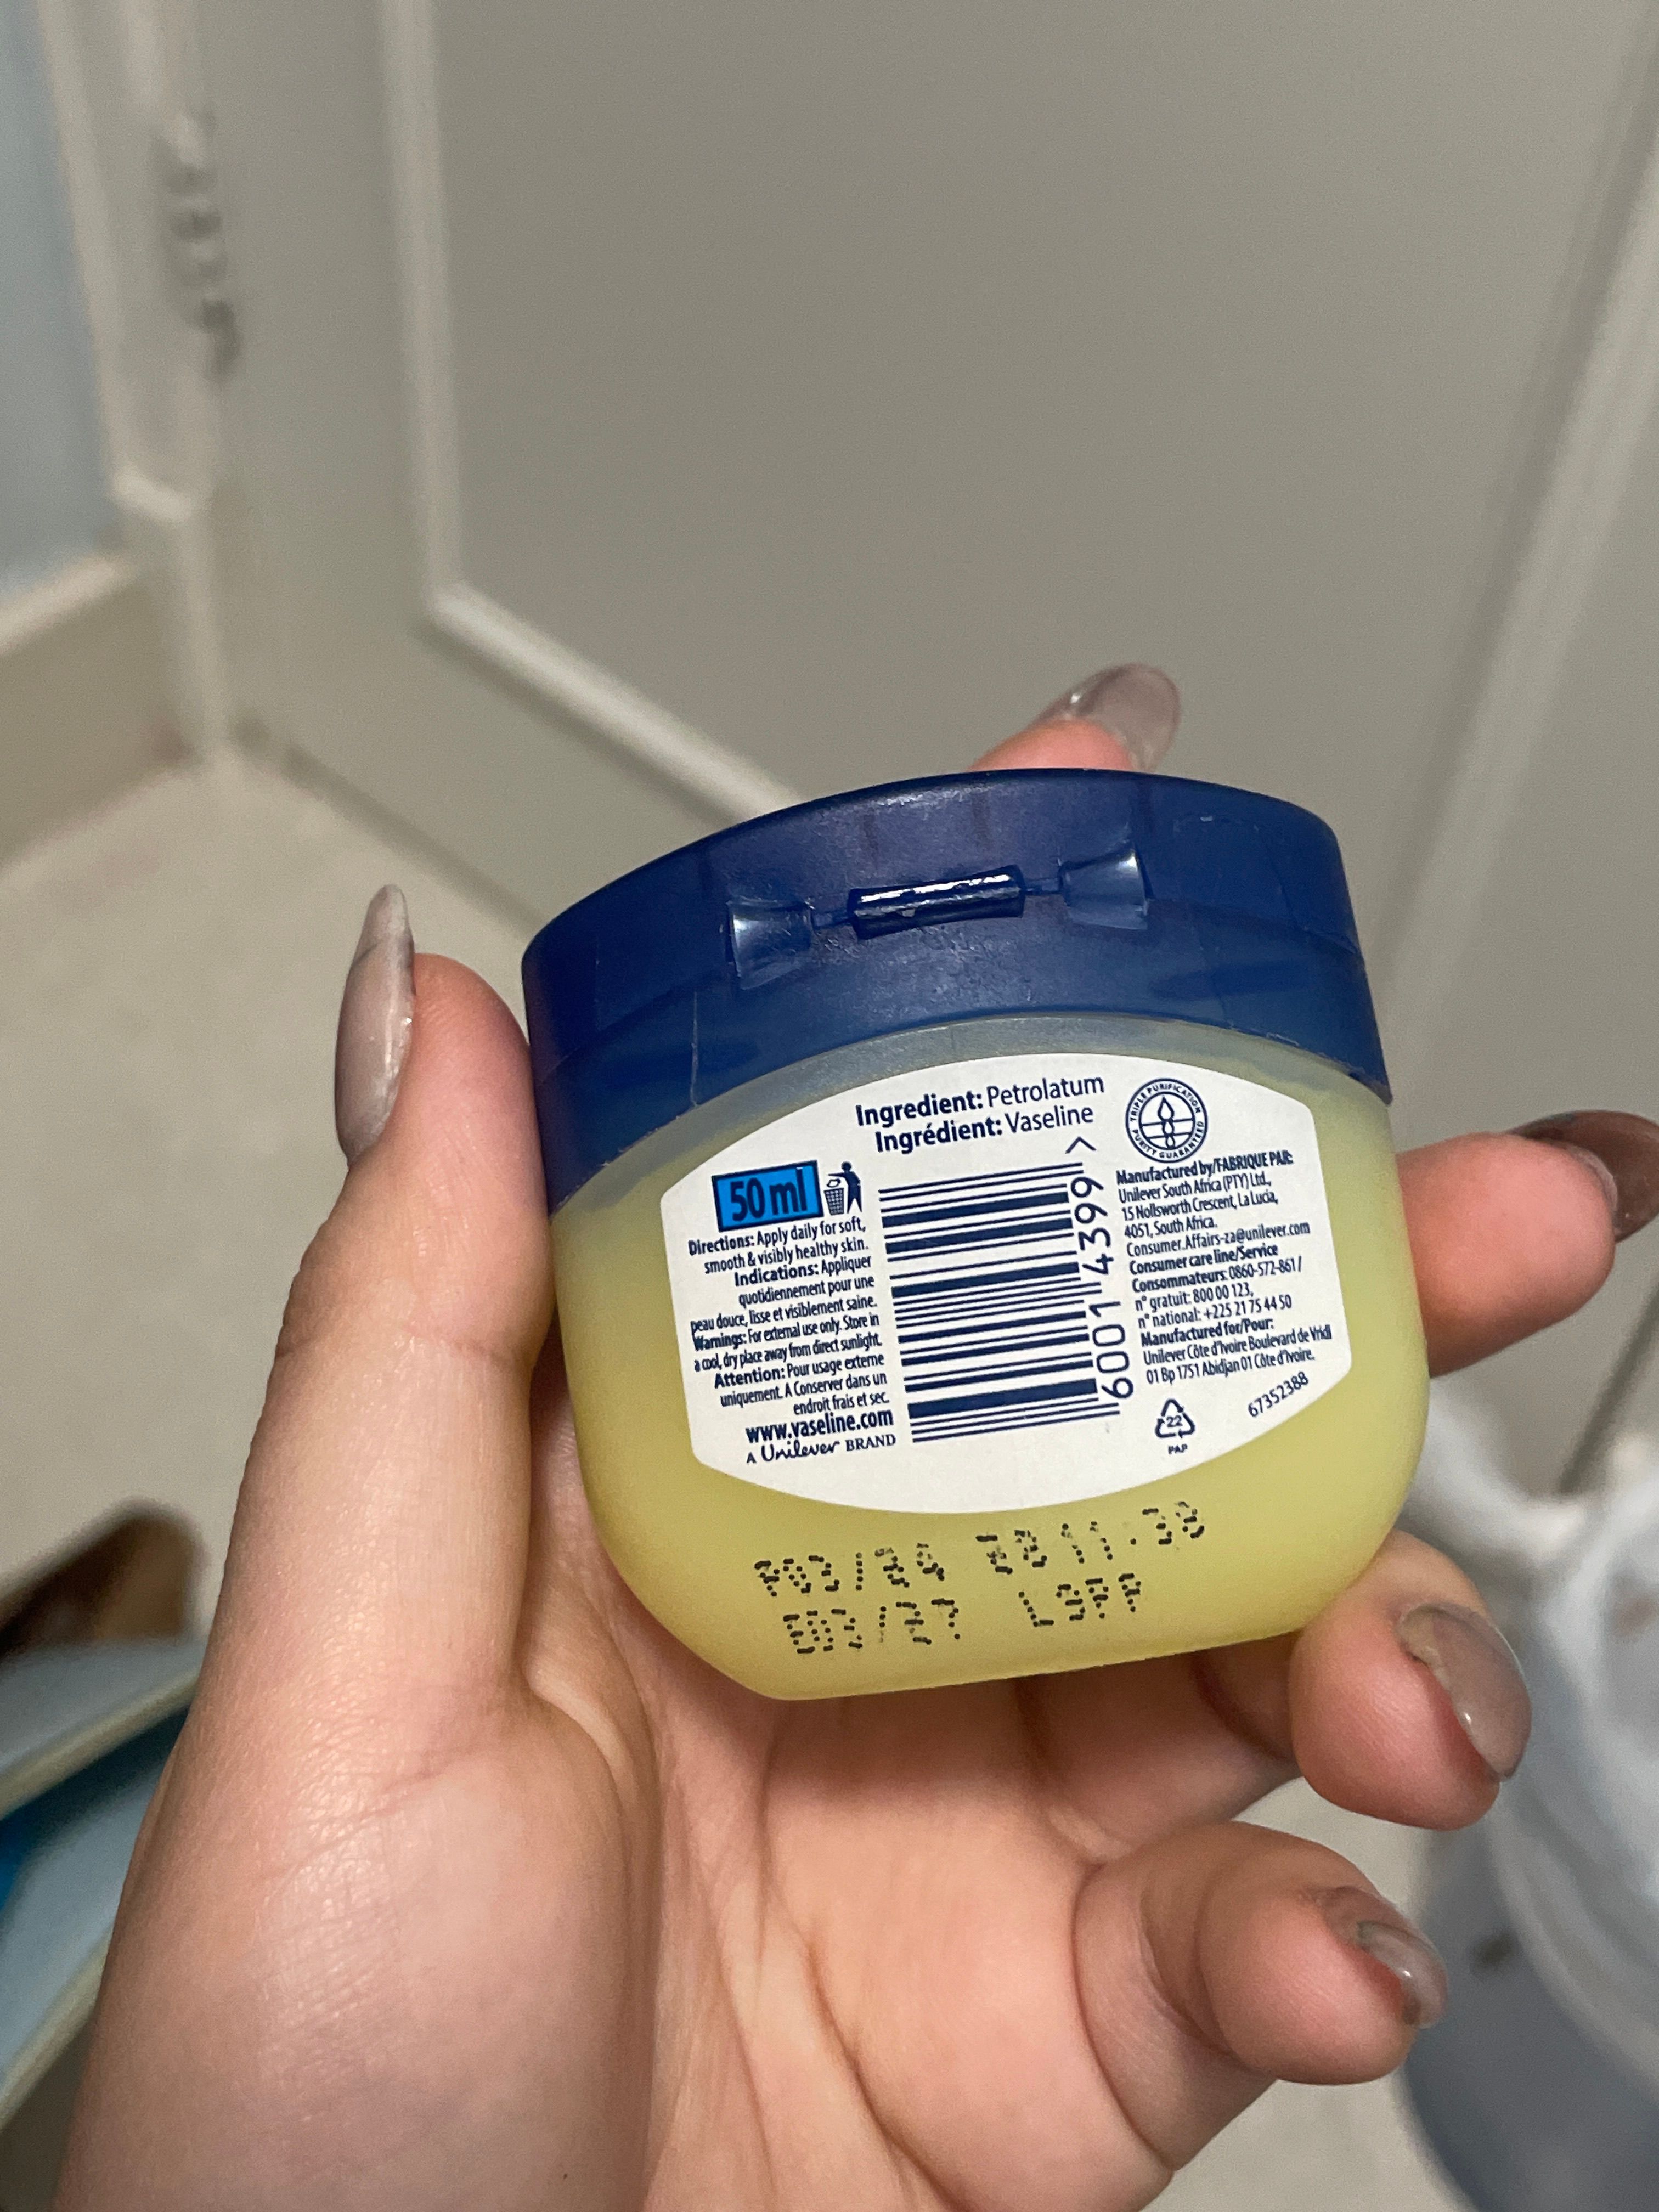 Ingredient: Petrolatum
Ingrédient: Vaseline
TRIPLE PURIFICATION
PURITY GUARANTEED
50 ml
Directions: Apply daily for soft,
smooth & visibly healthy skin.
Indications: Appliquer
quotidiennement pour une
peau douce, lisse et visiblement saine.
Warnings: For external use only. Store in
a cool, dry place away from direct sunlight.
Attention: Pour usage externe
uniquement. A Conserver dans un
endroit frais et sec.
www.vaseline.com
A Unilever BRAND
6001 4399 >
Manufactured by/FABRIQUE PAR:
Unilever South Africa (PTY) Ltd.,
15 Nollsworth Crescent, La Lucia,
4051, South Africa.
Consumer.Affairs-za@unilever.com
Consumer care line/Service
Consommateurs: 0860-572-861/
n° gratuit: 800 00 123,
n° national: +225 21 75 44 50
Manufactured for/Pour:
Unilever Côte d'Ivoire Boulevard de Vridi
01 Bp 1751 Abidjan 01 Côte d'Ivoire.
22
PAP
67352388